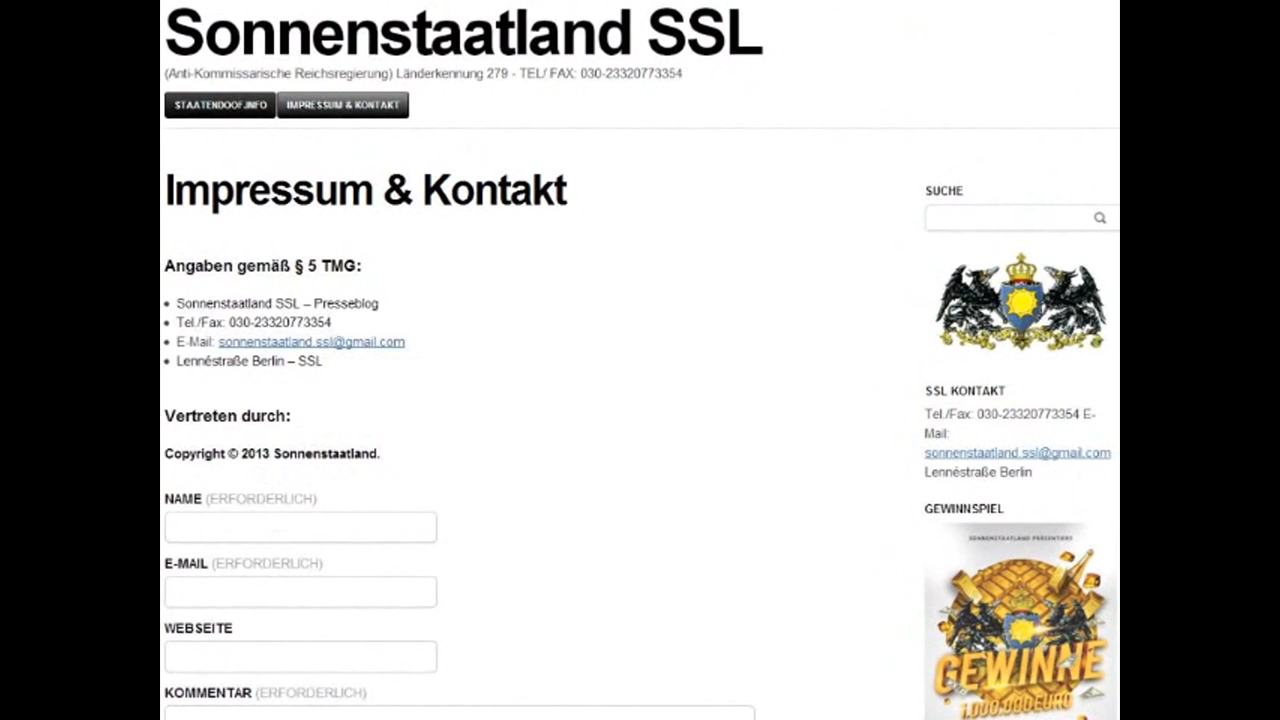 Sonnenstaatland SSL
(Anti-Kommissarische Reichsregierung) Länderkennung 279 - TEL/ FAX: 030-23320773354
STAATENDOOF.INFO IMPRESSUM & KONTAKT
Impressum & Kontakt
Angaben gemäß § 5 TMG:
Sonnenstaatland SSL – Presseblog
Tel./Fax: 030-23320773354
E-Mail: sonnenstaatland.ssl@gmail.com
Lennéstraße Berlin – SSL
Vertreten durch:
Copyright © 2013 Sonnenstaatland.
NAME (ERFORDERLICH)
E-MAIL (ERFORDERLICH)
WEBSEITE
KOMMENTAR (ERFORDERLICH)
SUCHE
SSL KONTAKT
Tel./Fax: 030-23320773354 E-
Mail:
sonnenstaatland.ssl@gmail.com
Lennéstraße Berlin
GEWINNSPIEL
SONNENSTAATLAND PRÄSENTIERT
GEWINNE
1.000.000EURO